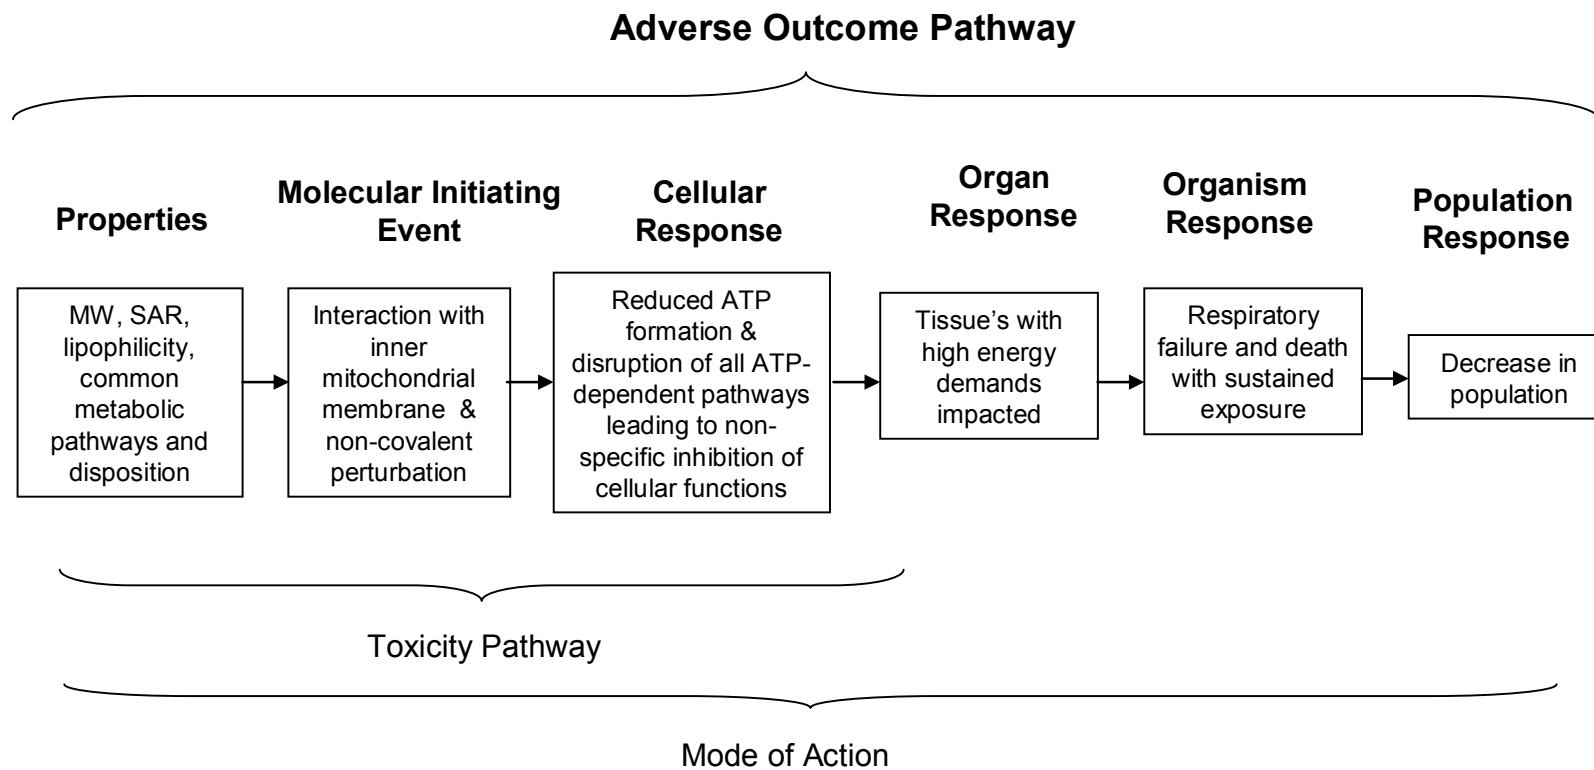 Adverse Outcome Pathway
Properties
Molecular Initiating
Event
Cellular
Response
Organ
Response
Organism
Response
Population
Response
MW, SAR,
lipophilicity,
common
metabolic
pathways and
disposition
Interaction with
inner
mitochondrial
membrane &
non-covalent
perturbation
Reduced ATP
formation &
disruption of all ATP-
dependent pathways
leading to non-
specific inhibition of
cellular functions
Tissue’s with
high energy
demands
impacted
Respiratory
failure and death
with sustained
exposure
Decrease in
population
Toxicity Pathway
Mode of Action